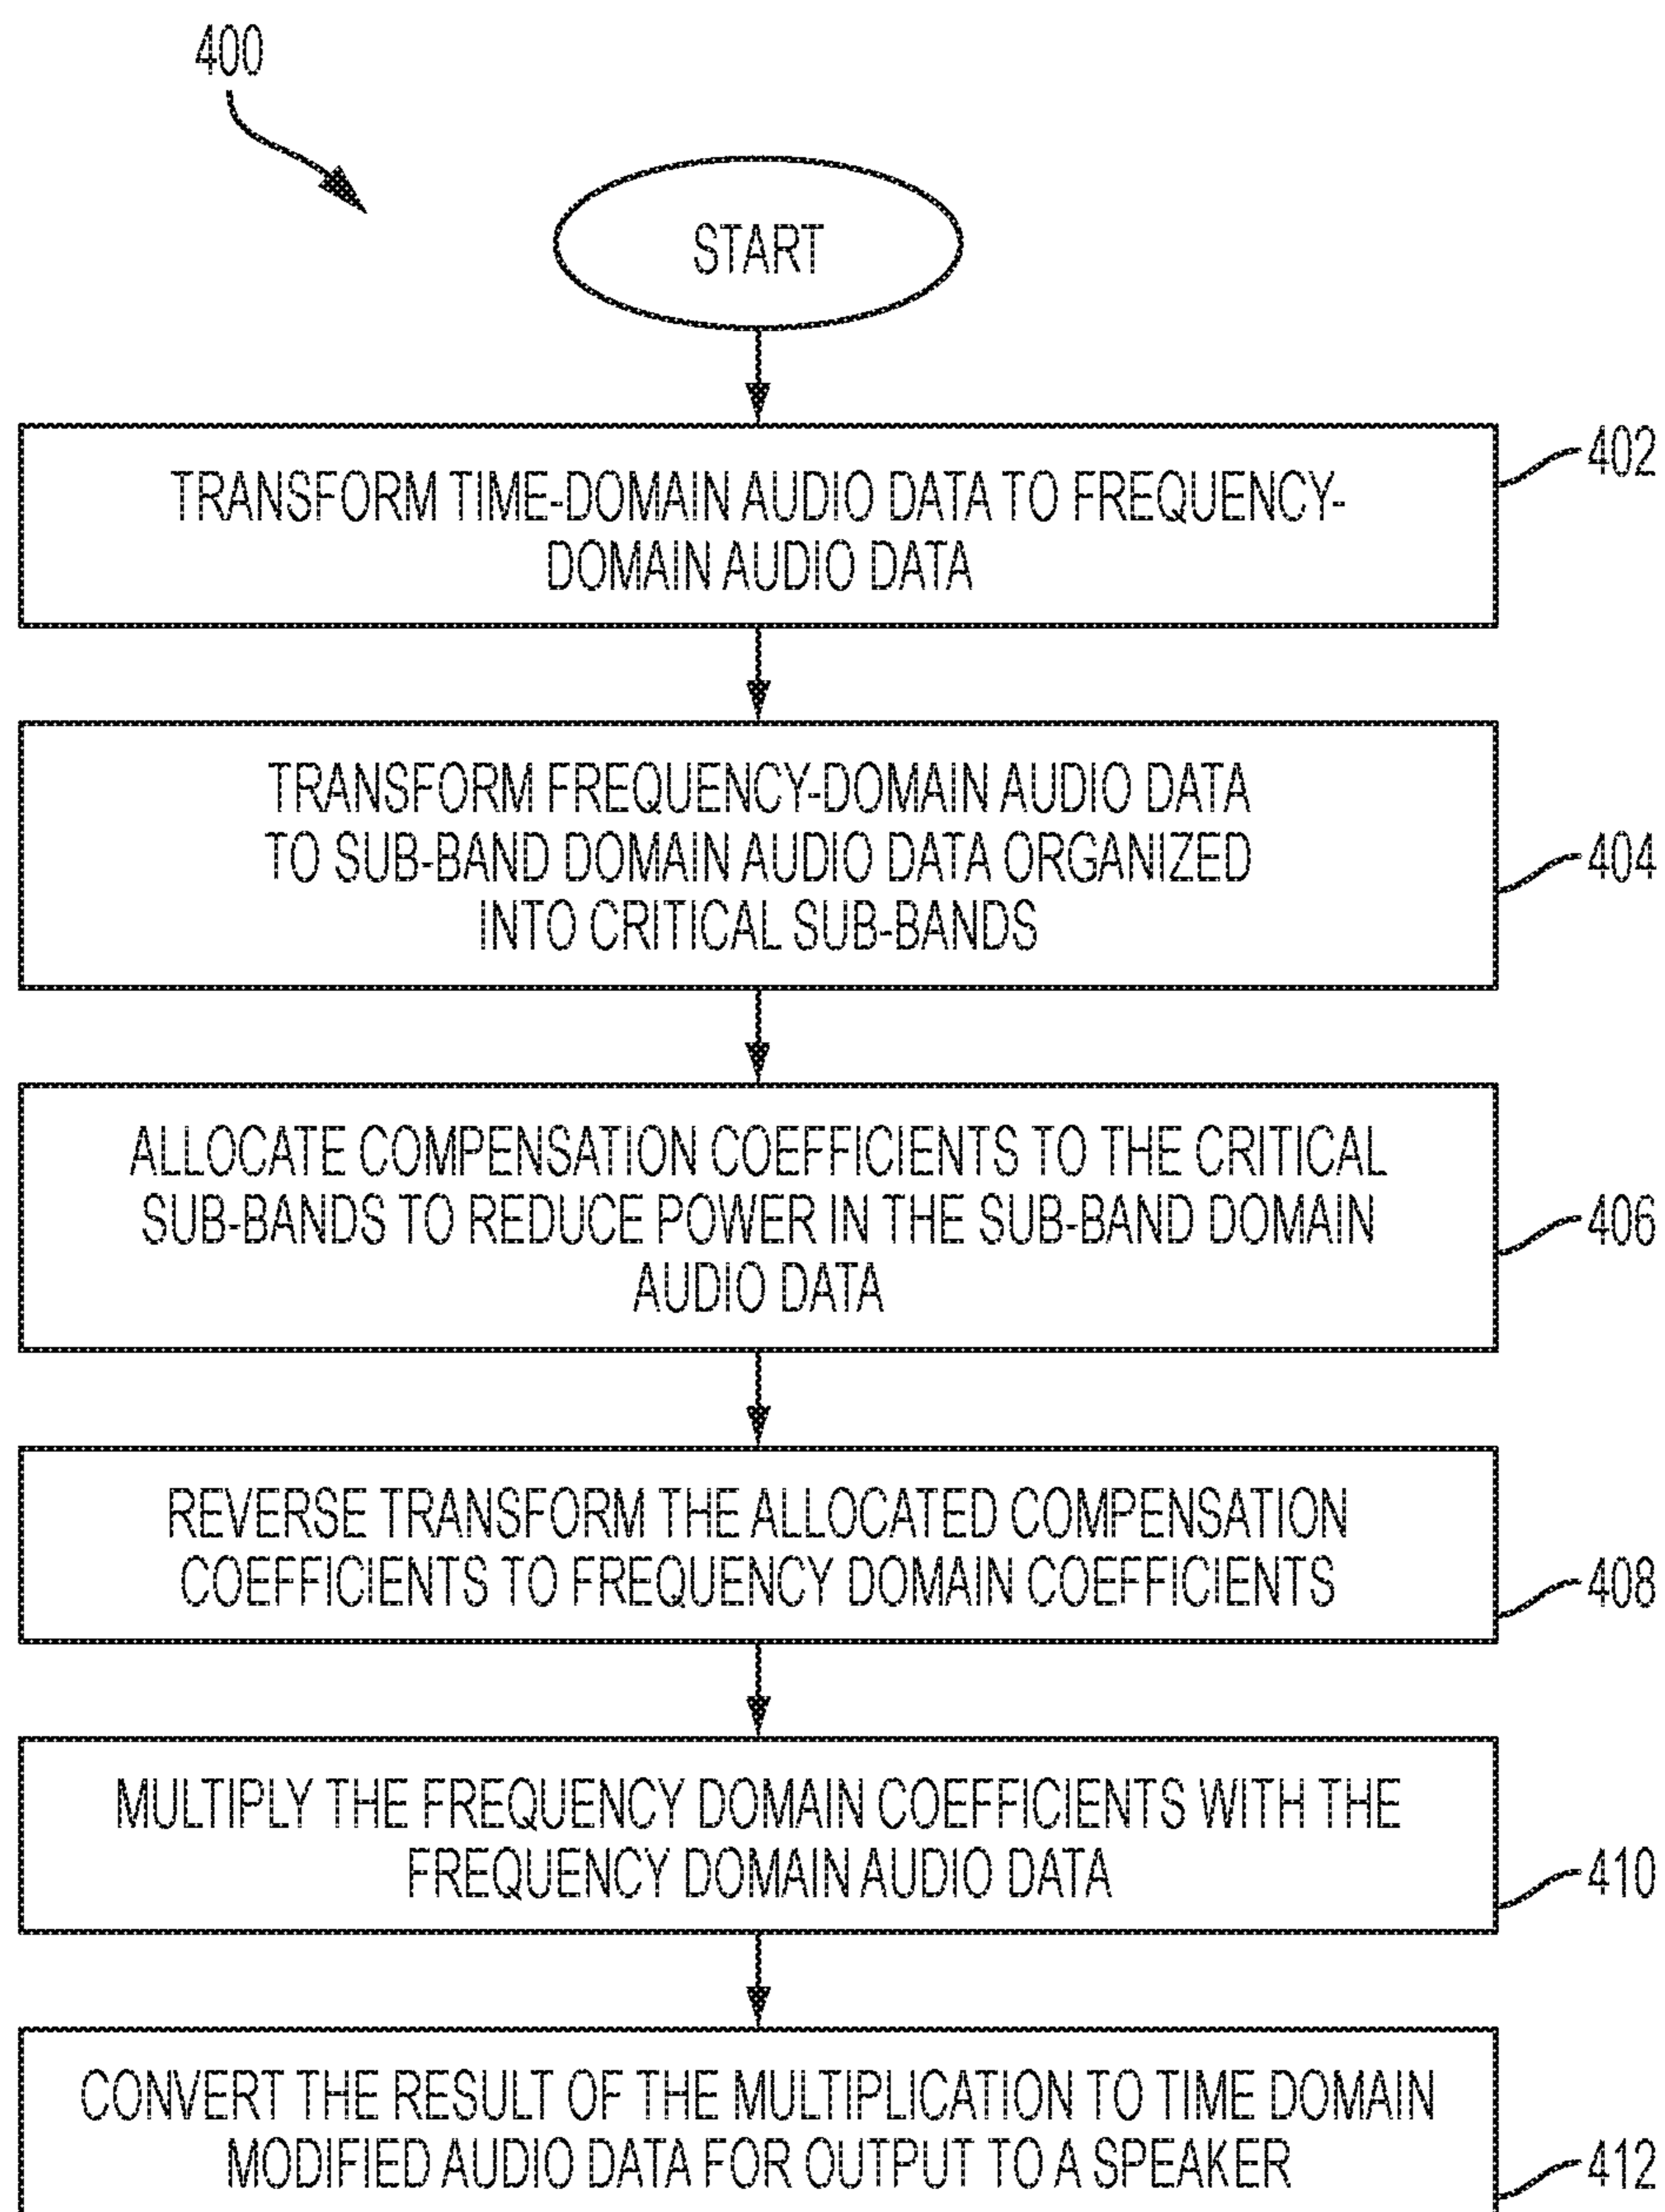 400
START
TRANSFORM TIME-DOMAIN AUDIO DATA TO FREQUENCY-
DOMAIN AUDIO DATA
402
TRANSFORM FREQUENCY-DOMAIN AUDIO DATA
TO SUB-BAND DOMAIN AUDIO DATA ORGANIZED
INTO CRITICAL SUB-BANDS
404
ALLOCATE COMPENSATION COEFFICIENTS TO THE CRITICAL
SUB-BANDS TO REDUCE POWER IN THE SUB-BAND DOMAIN
AUDIO DATA
406
REVERSE TRANSFORM THE ALLOCATED COMPENSATION
COEFFICIENTS TO FREQUENCY DOMAIN COEFFICIENTS
408
MULTIPLY THE FREQUENCY DOMAIN COEFFICIENTS WITH THE
FREQUENCY DOMAIN AUDIO DATA
410
CONVERT THE RESULT OF THE MULTIPLICATION TO TIME DOMAIN
MODIFIED AUDIO DATA FOR OUTPUT TO A SPEAKER
412